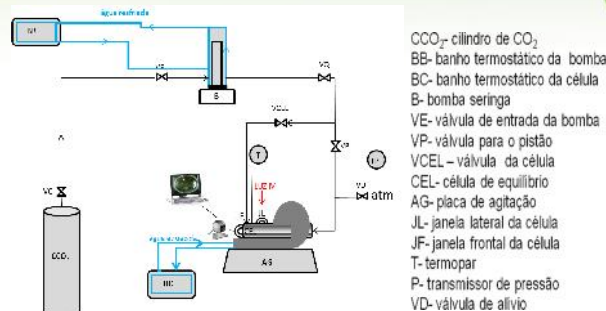 água resfriada
VE
B
VCEL
T
VP
VD atm
LUZ IV
VC
CCO₂
AG
CCO₂- cilindro de CO₂
BB- banho termostático da bomba
BC- banho termostático da célula
B- bomba seringa
VE- válvula de entrada da bomba
VP- válvula para o pistão
VCEL – válvula da célula
CEL- célula de equilíbrio
AG- placa de agitação
JL- janela lateral da célula
JF- janela frontal da célula
T- termopar
P- transmissor de pressão
VD- válvula de alívio